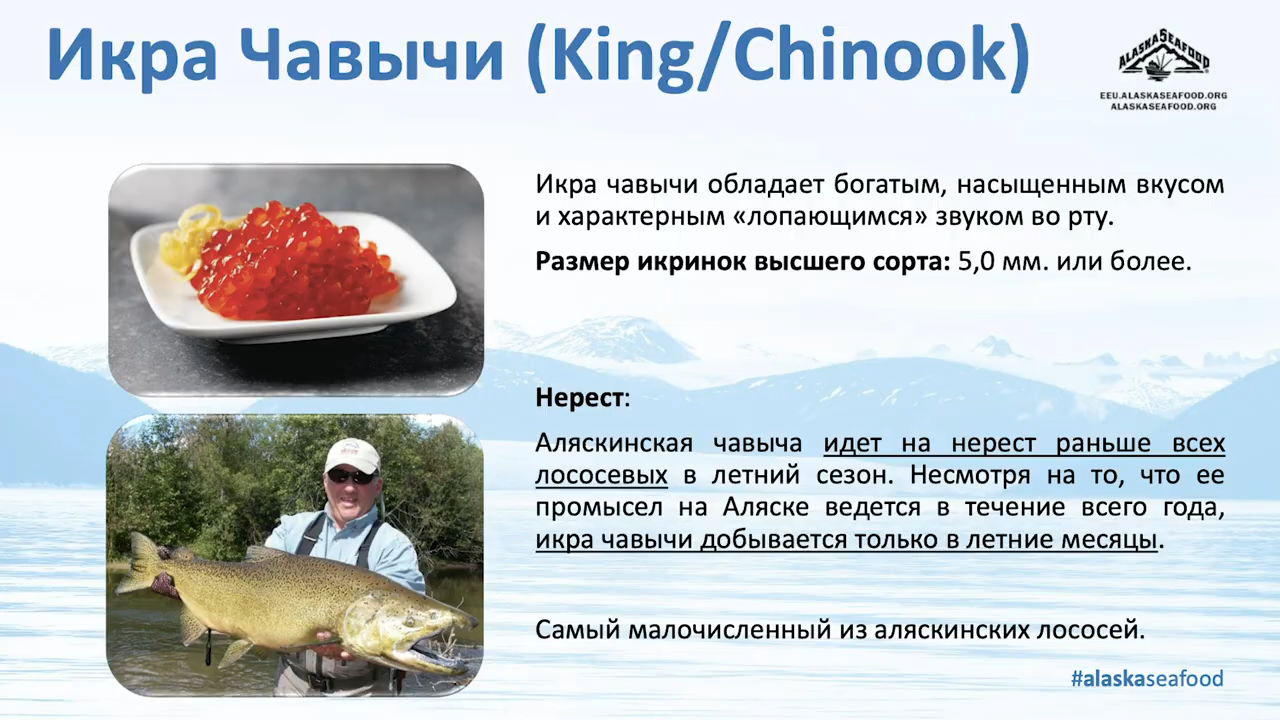 Икра Чавычи (King/Chinook)
ALASKA SEAFOOD
EEU.ALASKASEAFOOD.ORG
ALASKASEAFOOD.ORG
Икра чавычи обладает богатым, насыщенным вкусом
и характерным «лопающимся» звуком во рту.
Размер икринок высшего сорта: 5,0 мм. или более.
Нерест:
Аляскинская чавыча идет на нерест раньше всех
лососевых в летний сезон. Несмотря на то, что ее
промысел на Аляске ведется в течение всего года,
икра чавычи добывается только в летние месяцы.
Самый малочисленный из аляскинских лососей.
#alaskaseafood